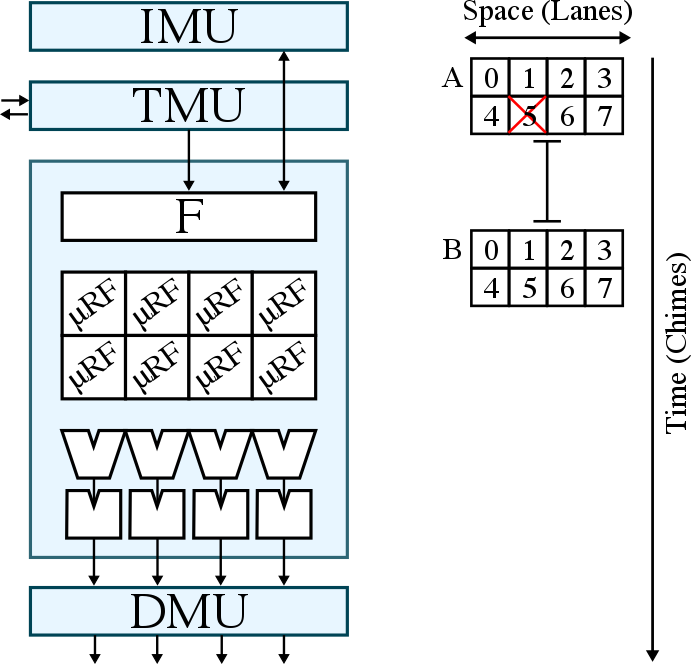 IMU
TMU
F
μRF μRF μRF μRF
μRF μRF μRF μRF
DMU
Space (Lanes)
A 0 1 2 3
4 5 6 7
B 0 1 2 3
4 5 6 7
Time (Chimes)